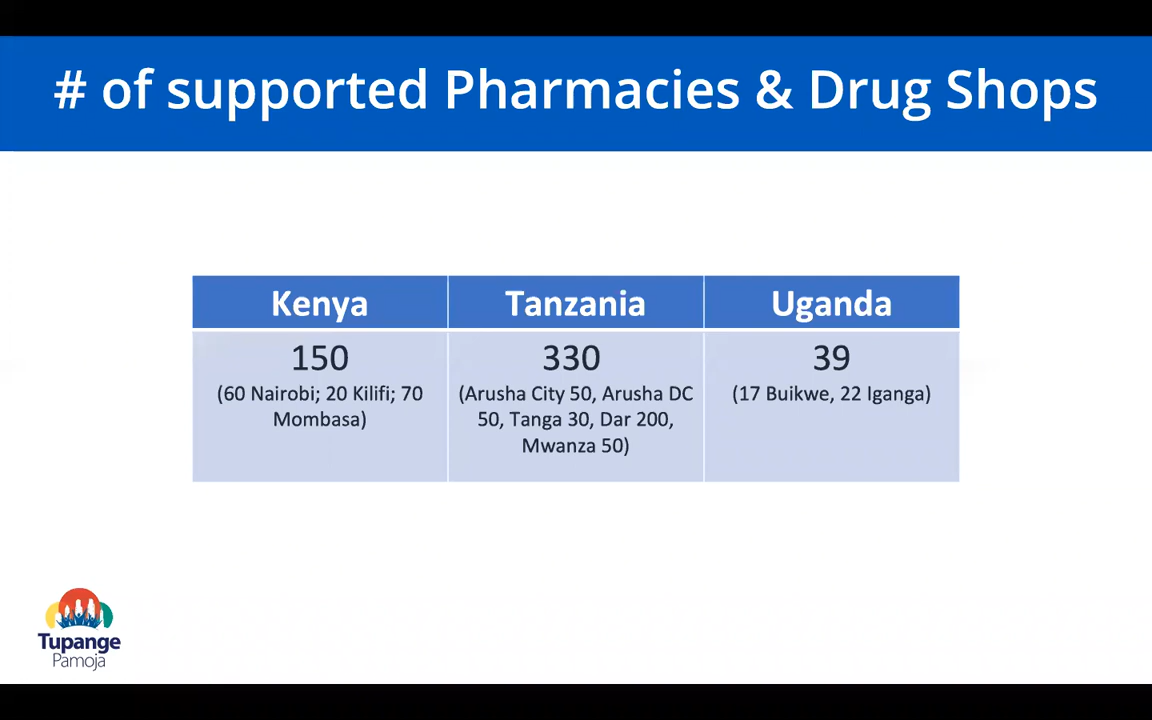 # of supported Pharmacies & Drug Shops
Kenya
Tanzania
Uganda
150
(60 Nairobi; 20 Kilifi; 70
Mombasa)
330
(Arusha City 50, Arusha DC
50, Tanga 30, Dar 200,
Mwanza 50)
39
(17 Buikwe, 22 Iganga)
Tupange
Pamoja